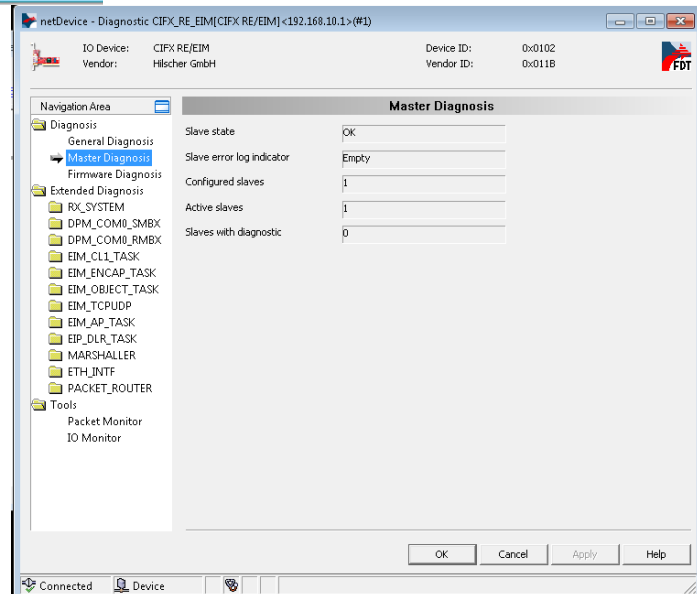 netDevice - Diagnostic CIFX_RE_EIM[CIFX RE/EIM]<192.168.10.1>(#1)
IO Device: CIFX RE/EIM Device ID: 0x0102
Vendor: Hilscher GmbH Vendor ID: 0x011B
FDT
Navigation Area
Master Diagnosis
Diagnosis
General Diagnosis
Master Diagnosis
Firmware Diagnosis
Extended Diagnosis
RX_SYSTEM
DPM_COM0_SMBX
DPM_COM0_RMBX
EIM_CL1_TASK
EIM_ENCAP_TASK
EIM_OBJECT_TASK
EIM_TCPUDP
EIM_AP_TASK
EIP_DLR_TASK
MARSHALLER
ETH_INTF
PACKET_ROUTER
Tools
Packet Monitor
IO Monitor
Slave state OK
Slave error log indicator Empty
Configured slaves 1
Active slaves 1
Slaves with diagnostic 0
OK Cancel Apply Help
Connected Device